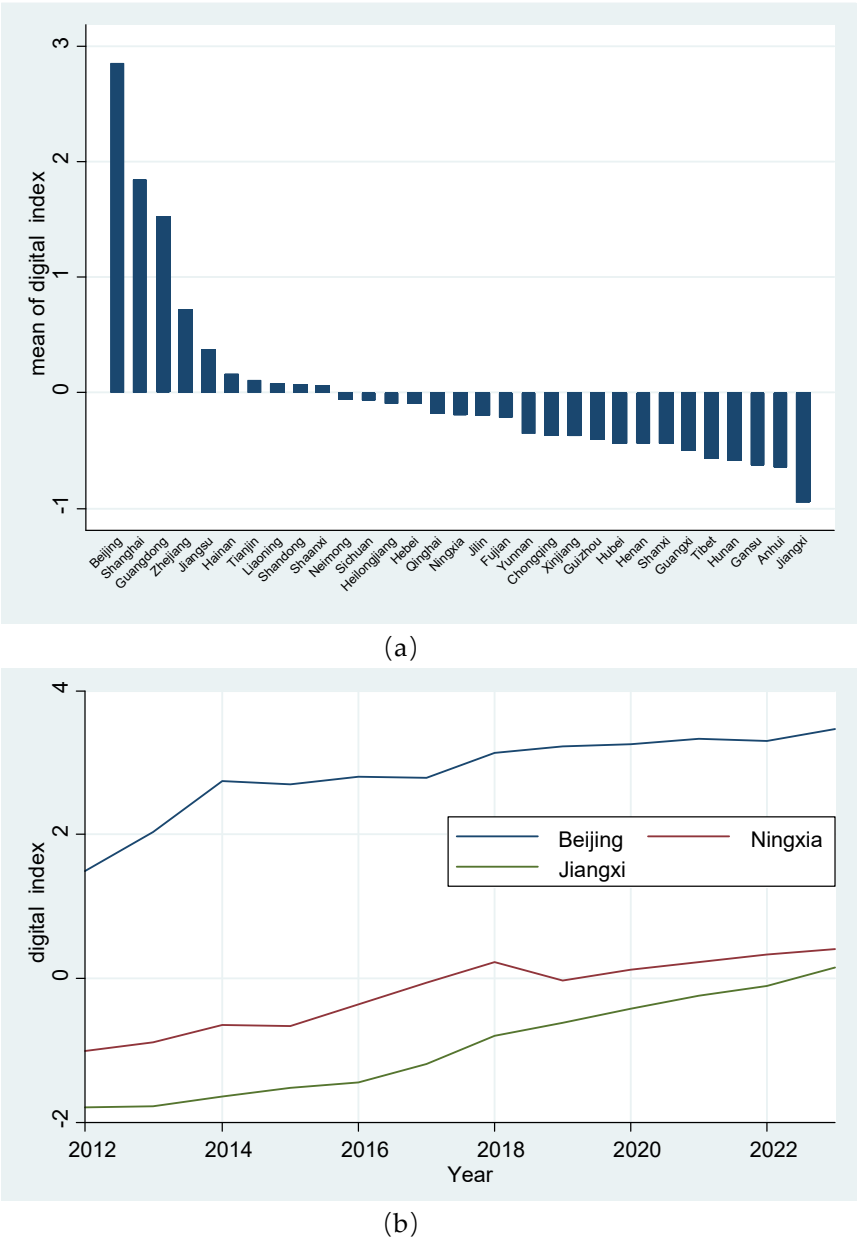 3
2
1
0
-1
mean of digital index
Beijing
Shanghai
Guangdong
Zhejiang
Jiangsu
Hainan
Tianjin
Liaoning
Shandong
Shaanxi
Neimong
Sichuan
Heilongjiang
Hebei
Qinghai
Ningxia
Jilin
Fujian
Yunnan
Chongqing
Xinjiang
Guizhou
Hubei
Henan
Shanxi
Guangxi
Tibet
Hunan
Gansu
Anhui
Jiangxi
(a)
4
2
0
-2
digital index
Beijing Ningxia
Jiangxi
2012 2014 2016 2018 2020 2022
Year
(b)